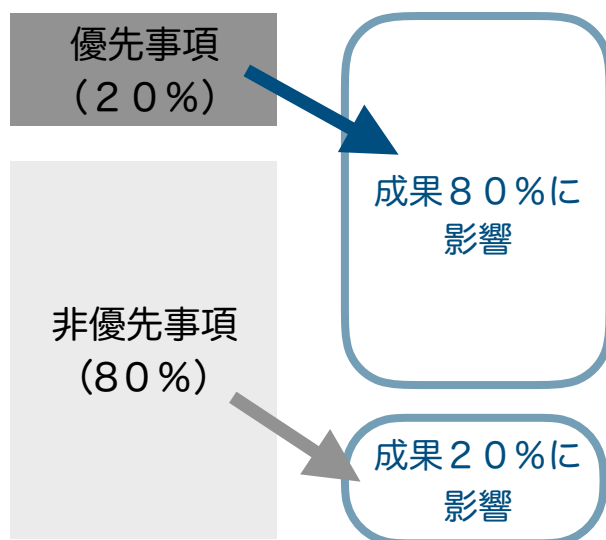 優先事項
（２０％）
成果８０％に
影響
非優先事項
（８０％）
成果２０％に
影響